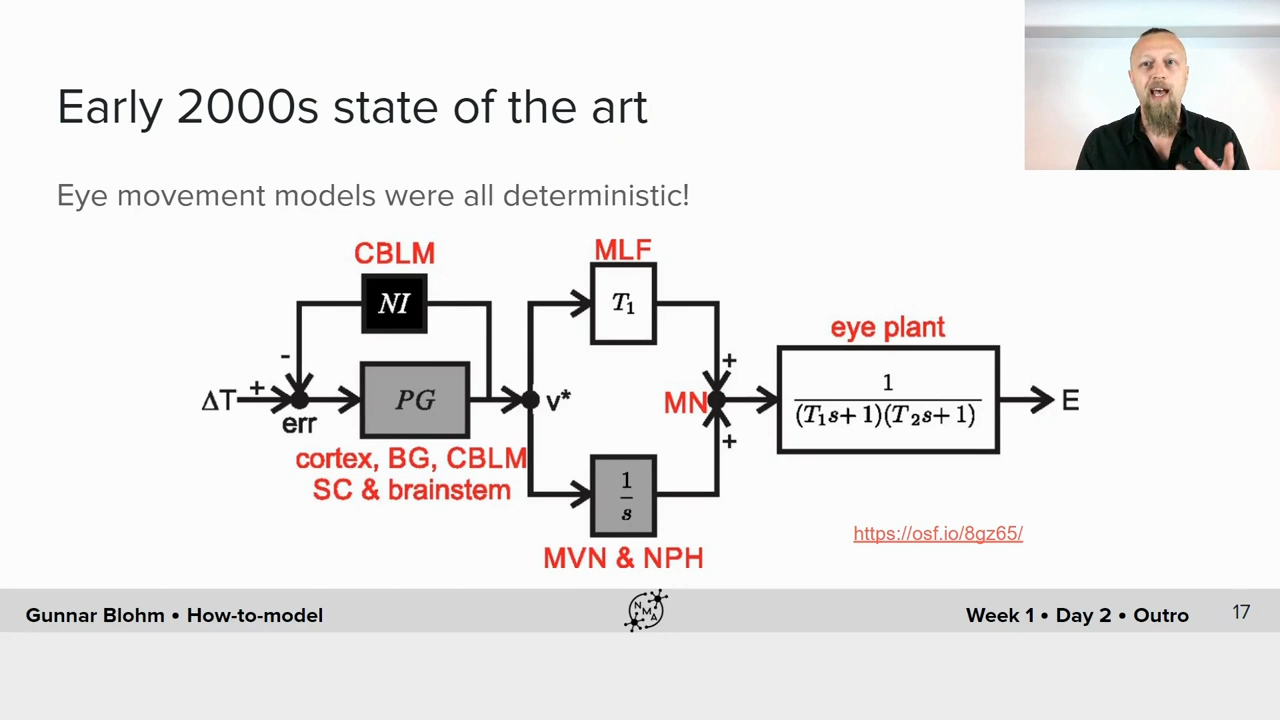 Early 2000s state of the art
Eye movement models were all deterministic!
CBLM
MLF
NI
T₁
eye plant
-
+
ΔT
+
err
PG
v*
MN
1
(T₁s+1)(T₂s+1)
E
+
cortex, BG, CBLM
SC & brainstem
1
s
MVN & NPH
https://osf.io/8gz65/
Gunnar Blohm • How-to-model
NMA
Week 1 • Day 2 • Outro
17